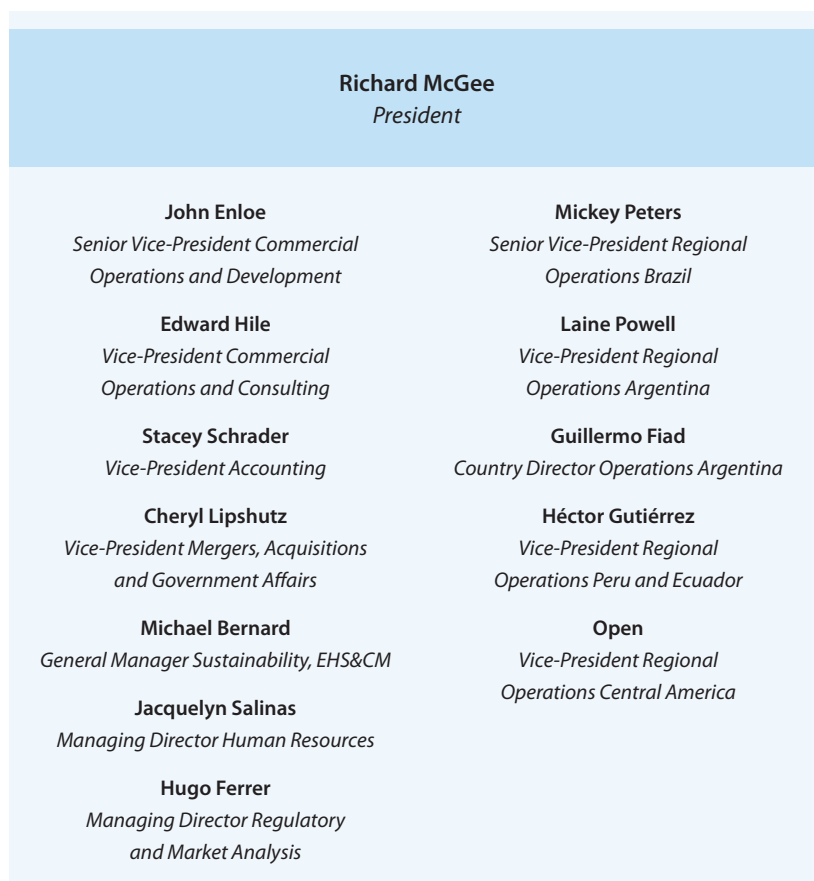 Richard McGee
President
John Enloe
Senior Vice-President Commercial
Operations and Development
Edward Hile
Vice-President Commercial
Operations and Consulting
Stacey Schrader
Vice-President Accounting
Cheryl Lipshutz
Vice-President Mergers, Acquisitions
and Government Affairs
Michael Bernard
General Manager Sustainability, EHS&CM
Jacquelyn Salinas
Managing Director Human Resources
Hugo Ferrer
Managing Director Regulatory
and Market Analysis
Mickey Peters
Senior Vice-President Regional
Operations Brazil
Laine Powell
Vice-President Regional
Operations Argentina
Guillermo Fiad
Country Director Operations Argentina
Héctor Gutiérrez
Vice-President Regional
Operations Peru and Ecuador
Open
Vice-President Regional
Operations Central America